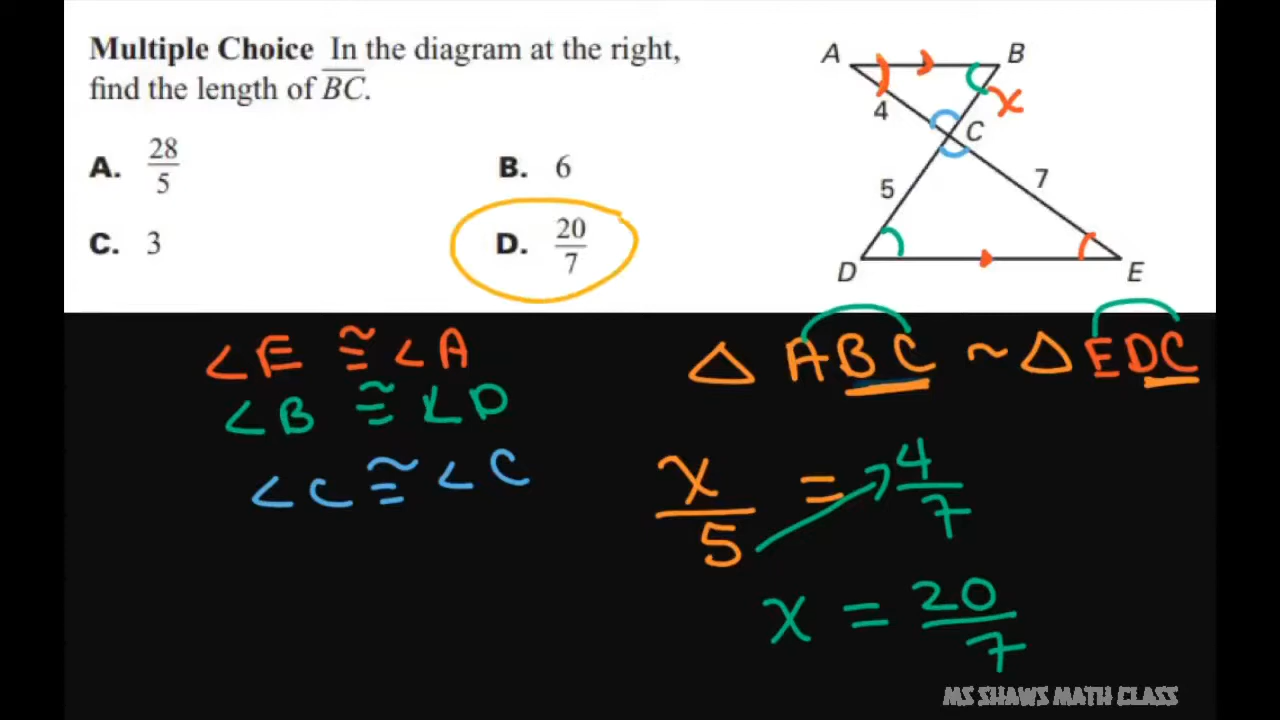 Multiple Choice In the diagram at the right,
find the length of BC.
A. 28/5
B. 6
C. 3
D. 20/7
A
B
4
x
C
5
7
D
E
∠E ≅ ∠A
∠B ≅ ∠D
∠C ≅ ∠C
△ ABC ~ △ EDC
x/5 = 4/7
x = 20/7
MS SHAWS MATH CLASS